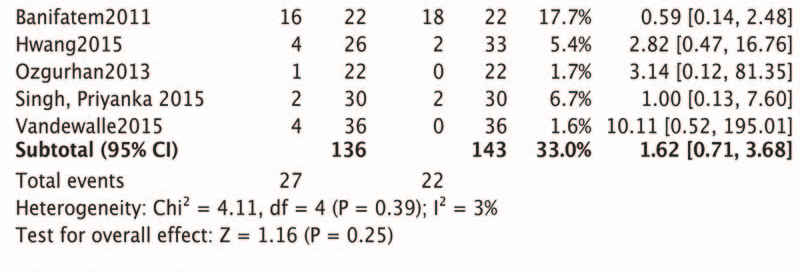 Banifatem2011 16 22 18 22 17.7% 0.59 [0.14, 2.48]
Hwang2015 4 26 2 33 5.4% 2.82 [0.47, 16.76]
Ozgurhan2013 1 22 0 22 1.7% 3.14 [0.12, 81.35]
Singh, Priyanka 2015 2 30 2 30 6.7% 1.00 [0.13, 7.60]
Vandewalle2015 4 36 0 36 1.6% 10.11 [0.52, 195.01]
Subtotal (95% CI) 136 143 33.0% 1.62 [0.71, 3.68]
Total events 27 22
Heterogeneity: Chi² = 4.11, df = 4 (P = 0.39); I² = 3%
Test for overall effect: Z = 1.16 (P = 0.25)